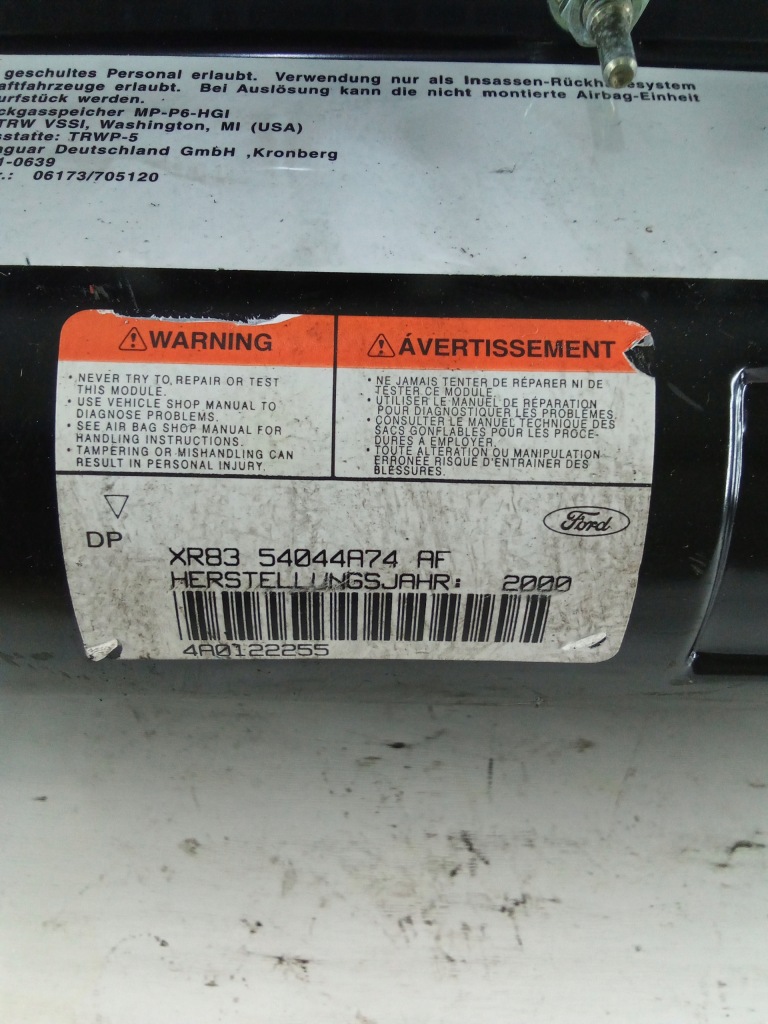 geschultes Personal erlaubt. Verwendung nur als Insassen-Rückhaltesystem
aftfahrzeuge erlaubt. Bei Auslösung kann die nicht montierte Airbag-Einheit
urfstück werden.
ckgasspeicher MP-P6-HGI
TRW VSSI, Washington, MI (USA)
sstatte: TRWP-5
aguar Deutschland GmbH ,Kronberg
1-0639
r.: 06173/705120
⚠WARNING
• NEVER TRY TO REPAIR OR TEST
THIS MODULE.
• USE VEHICLE SHOP MANUAL TO
DIAGNOSE PROBLEMS.
• SEE AIR BAG SHOP MANUAL FOR
HANDLING INSTRUCTIONS.
• TAMPERING OR MISHANDLING CAN
RESULT IN PERSONAL INJURY.
⚠ÁVERTISSEMENT
• NE JAMAIS TENTER DE RÉPARER NI DE
TESTER CE MODULE.
• UTILISER LE MANUEL DE RÉPARATION
POUR DIAGNOSTIQUER LES PROBLÈMES.
• CONSULTER LE MANUEL TECHNIQUE DES
SACS GONFLABLES POUR LES PROCÉ-
DURES À EMPLOYER.
• TOUTE ALTÉRATION OU MANIPULATION
ERRONÉE RISQUE D'ENTRAINER DES
BLESSURES.
DP
Ford
XR83 54044A74 AF
HERSTELLUNGSJAHR: 2000
4A0122255